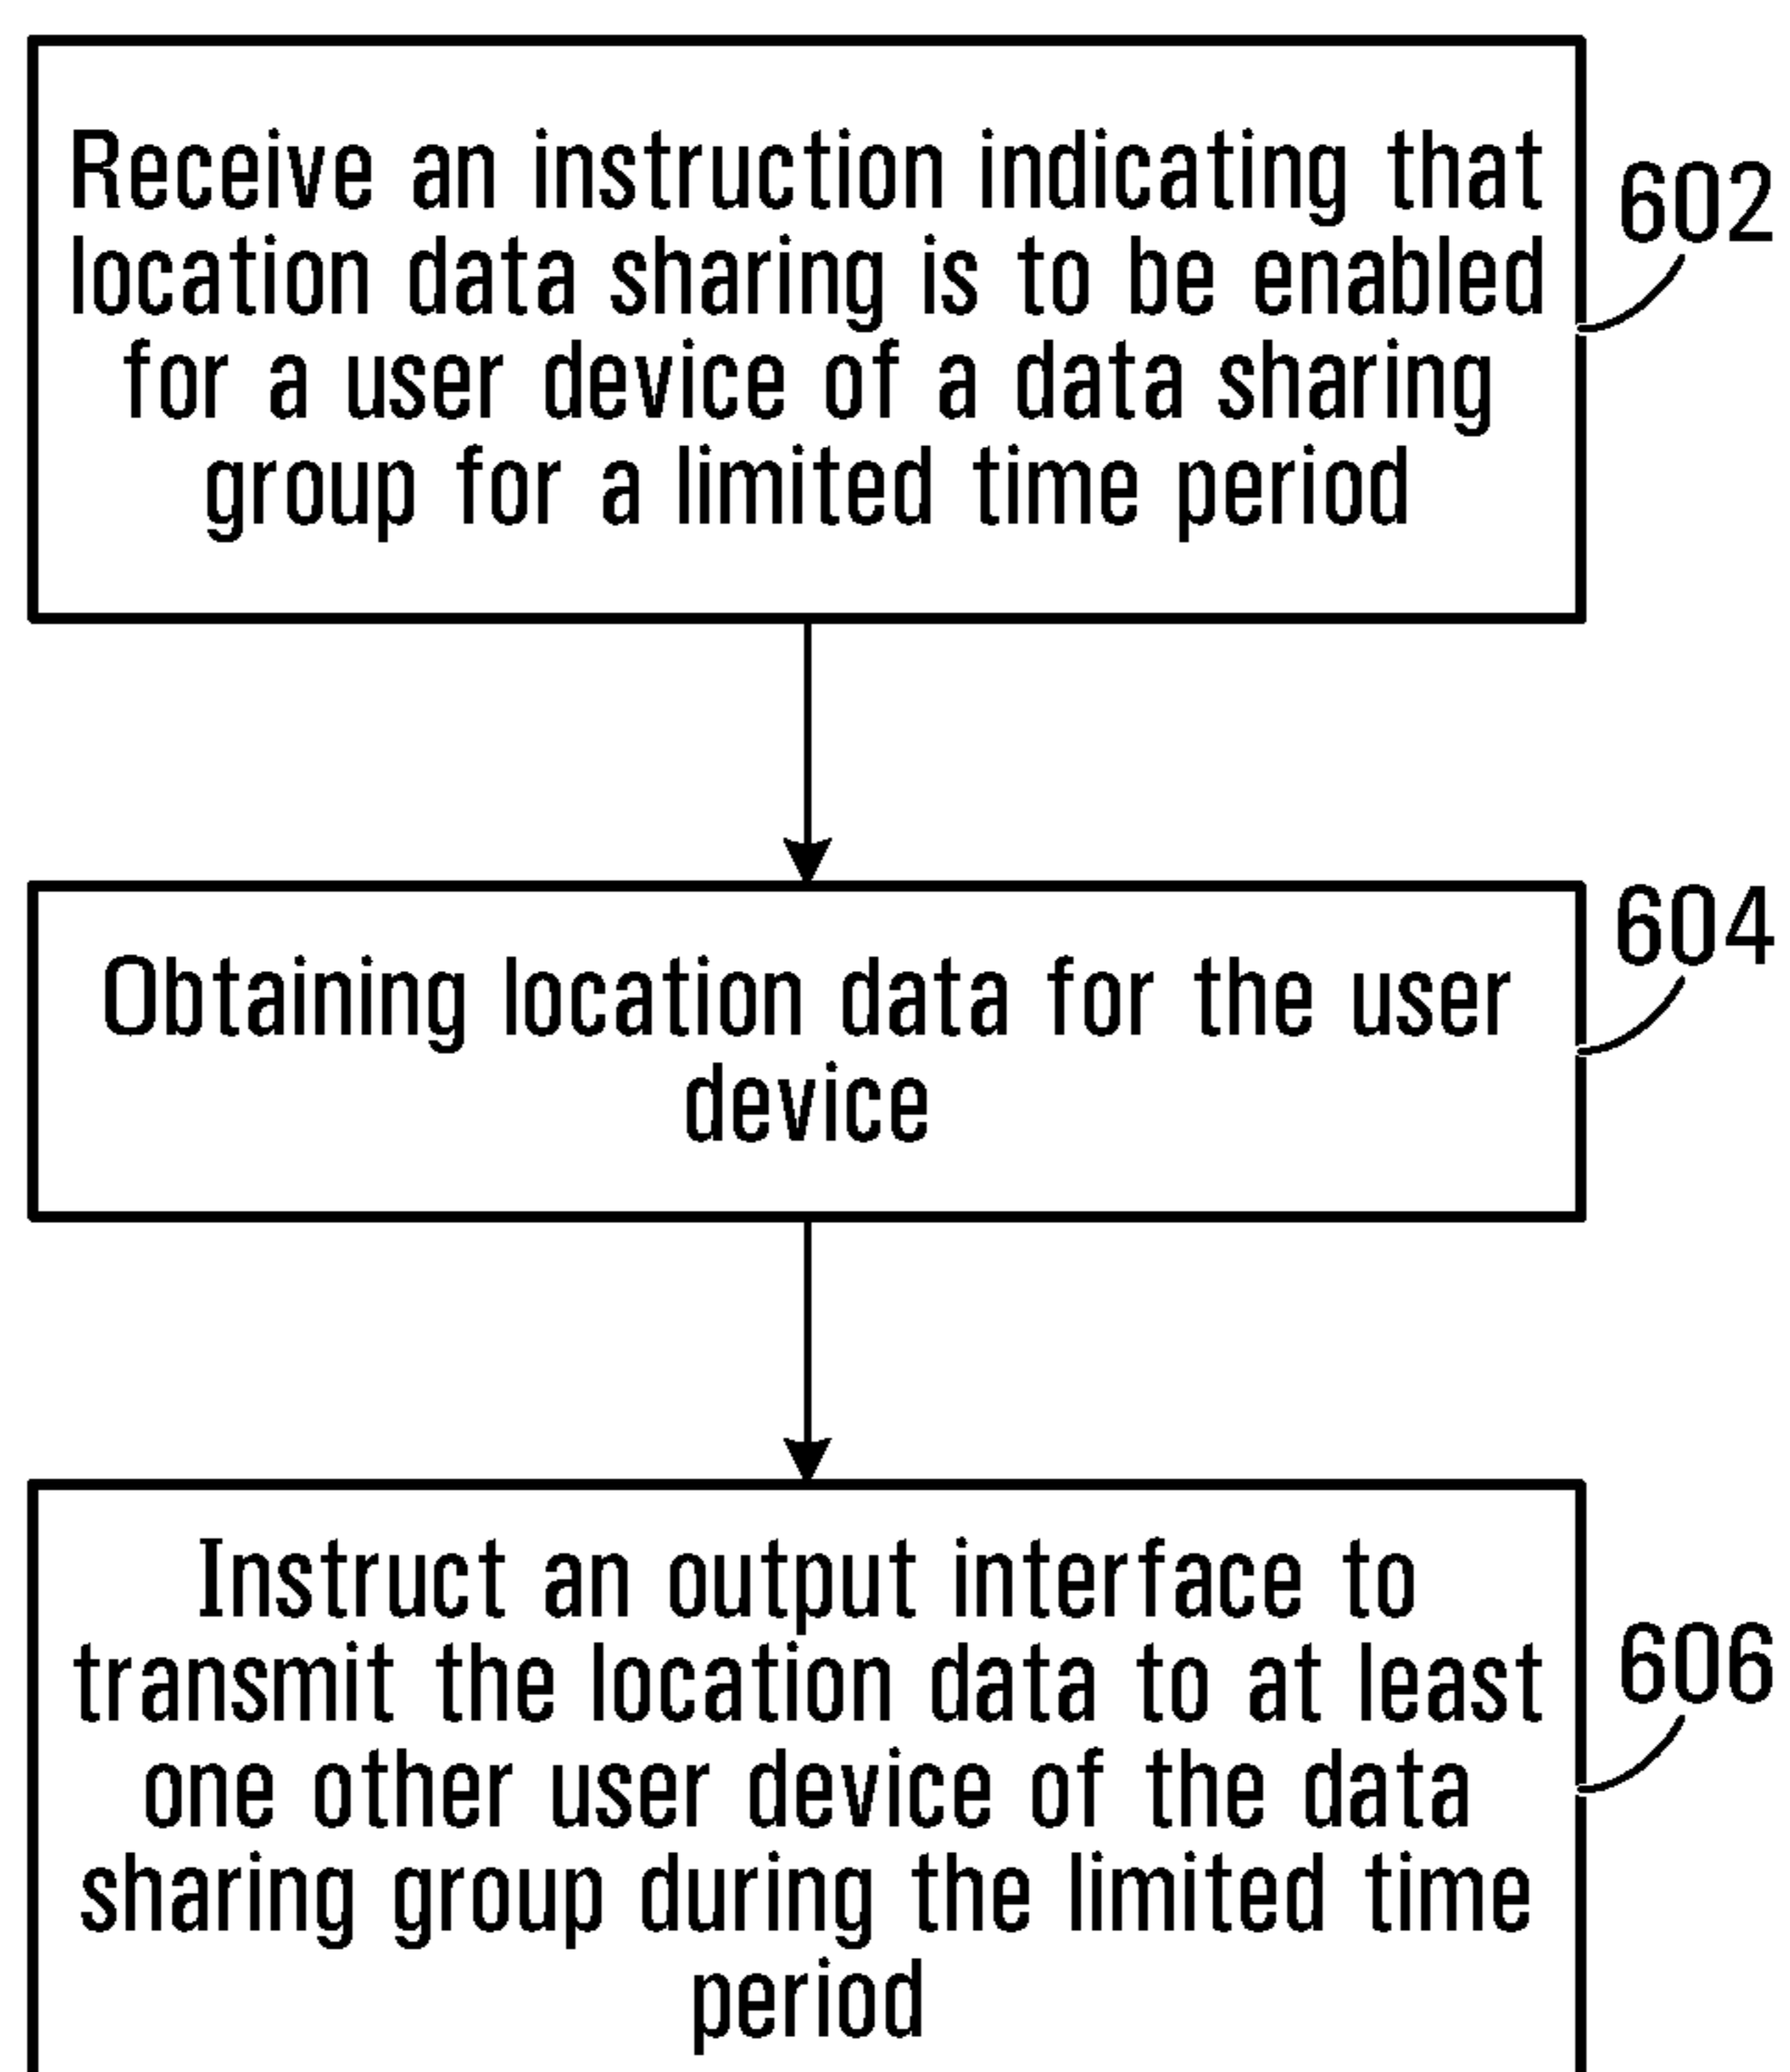 Receive an instruction indicating that
location data sharing is to be enabled
for a user device of a data sharing
group for a limited time period
602
Obtaining location data for the user
device
604
Instruct an output interface to
transmit the location data to at least
one other user device of the data
sharing group during the limited time
period
606